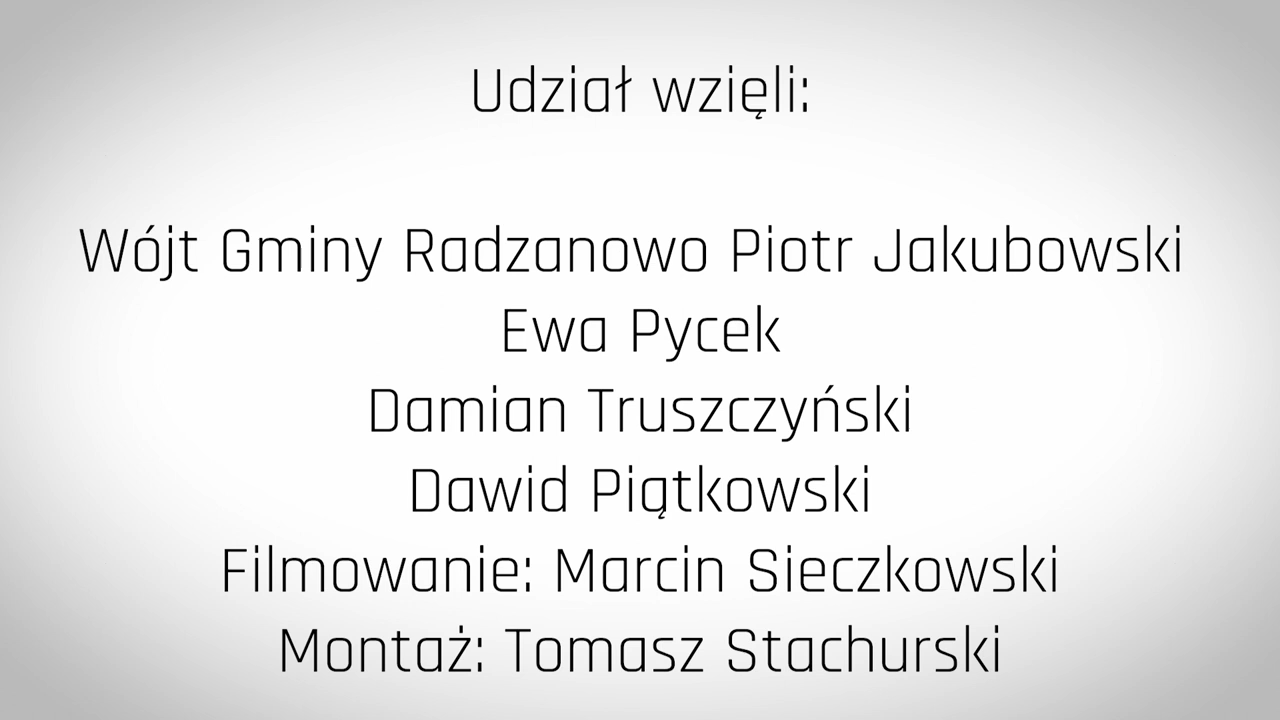 Udział wzięli:
Wójt Gminy Radzanowo Piotr Jakubowski
Ewa Pycek
Damian Truszczyński
Dawid Piątkowski
Filmowanie: Marcin Sieczkowski
Montaż: Tomasz Stachurski